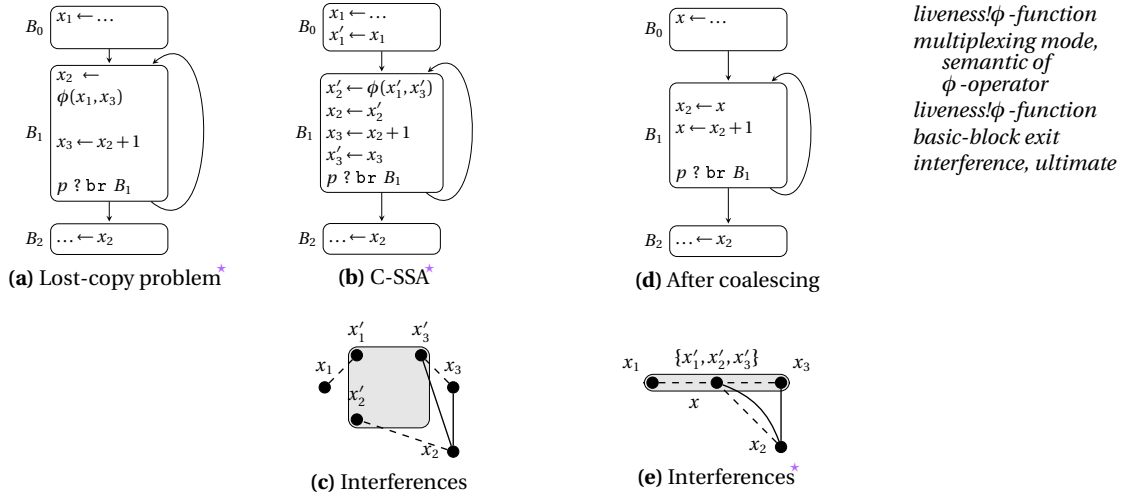 B₀
x₁ ← …
B₁
x₂ ←
ϕ(x₁, x₃)
x₃ ← x₂ + 1
p ? br B₁
B₂
… ← x₂
(a) Lost-copy problem*
B₀
x₁ ← …
x′₁ ← x₁
B₁
x′₂ ← ϕ(x′₁, x′₃)
x₂ ← x′₂
x₃ ← x₂ + 1
x′₃ ← x₃
p ? br B₁
B₂
… ← x₂
(b) C-SSA*
B₀
x ← …
B₁
x₂ ← x
x ← x₂ + 1
p ? br B₁
B₂
… ← x₂
(d) After coalescing
liveness!ϕ -function
multiplexing mode,
semantic of
ϕ -operator
liveness!ϕ -function
basic-block exit
interference, ultimate
x′₁ x′₃
x₁ x₃
x′₂
x₂
(c) Interferences
x₁ {x′₁, x′₂, x′₃} x₃
x
x₂
(e) Interferences*